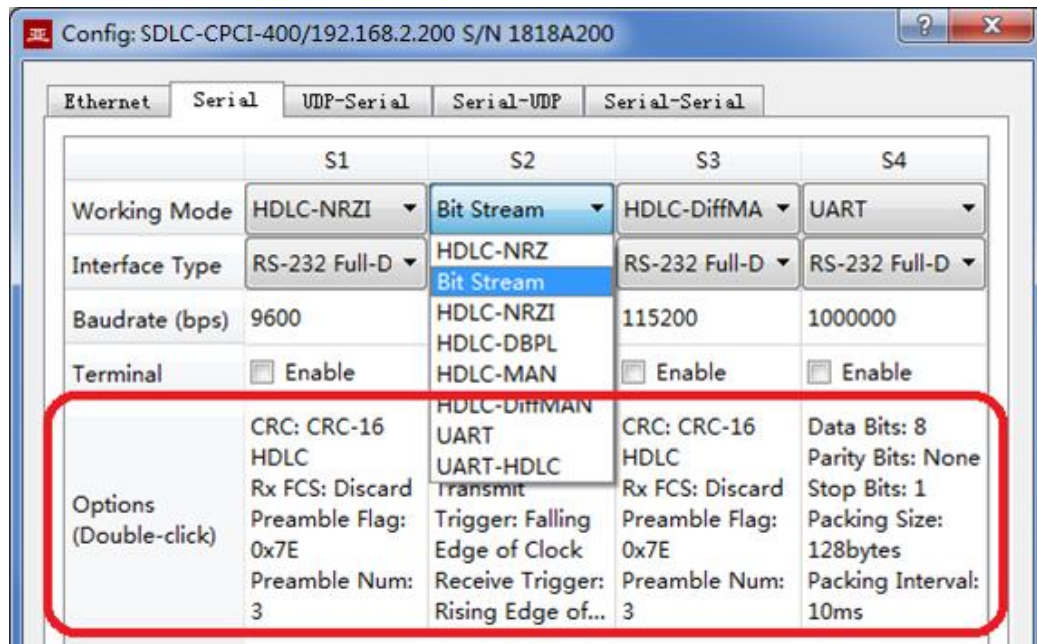 亚 Config: SDLC-CPCI-400/192.168.2.200 S/N 1818A200 ? X
Ethernet Serial UDP-Serial Serial-UDP Serial-Serial
S1 S2 S3 S4
Working Mode HDLC-NRZI Bit Stream HDLC-DiffMA UART
Interface Type RS-232 Full-D RS-232 Full-D RS-232 Full-D
Baudrate (bps) 9600 115200 1000000
Terminal Enable Enable Enable
HDLC-NRZ
Bit Stream
HDLC-NRZI
HDLC-DBPL
HDLC-MAN
HDLC-DiffMAN
UART
UART-HDLC
Options
(Double-click)
CRC: CRC-16
HDLC
Rx FCS: Discard
Preamble Flag:
0x7E
Preamble Num:
3
Transmit
Trigger: Falling
Edge of Clock
Receive Trigger:
Rising Edge of...
CRC: CRC-16
HDLC
Rx FCS: Discard
Preamble Flag:
0x7E
Preamble Num:
3
Data Bits: 8
Parity Bits: None
Stop Bits: 1
Packing Size:
128bytes
Packing Interval:
10ms